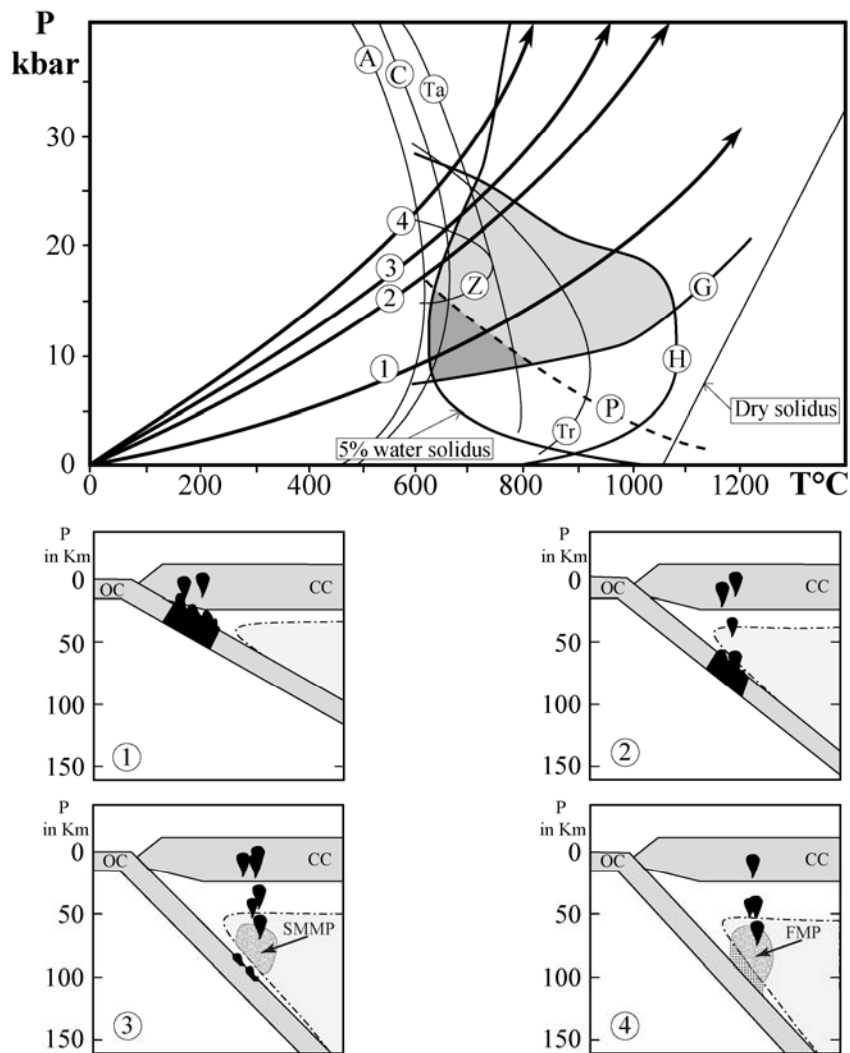 P
kbar
30
20
10
0
A
C
Ta
4
3
2
1
Z
G
H
P
Tr
Dry solidus
5% water solidus
0
200
400
600
800
1000
1200
T°C
P
in Km
0
50
100
150
OC
CC
1
P
in Km
0
50
100
150
OC
CC
2
P
in Km
0
50
100
150
OC
CC
SMMP
3
P
in Km
0
50
100
150
OC
CC
FMP
4